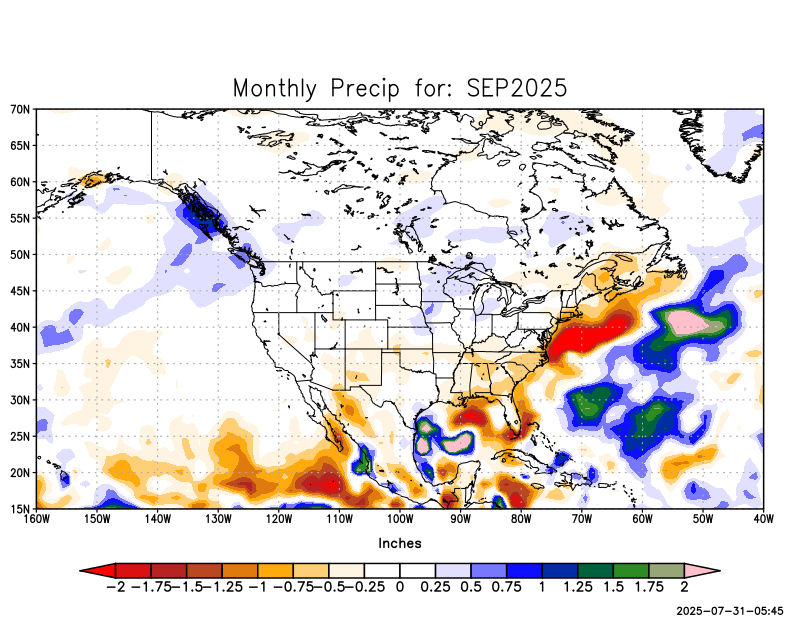 Monthly Precip for: SEP2025
70N
65N
60N
55N
50N
45N
40N
35N
30N
25N
20N
15N
160W 150W 140W 130W 120W 110W 100W 90W 80W 70W 60W 50W 40W
Inches
-2 -1.75 -1.5 -1.25 -1 -0.75 -0.5 -0.25 0 0.25 0.5 0.75 1 1.25 1.5 1.75 2
2025-07-31-05:45